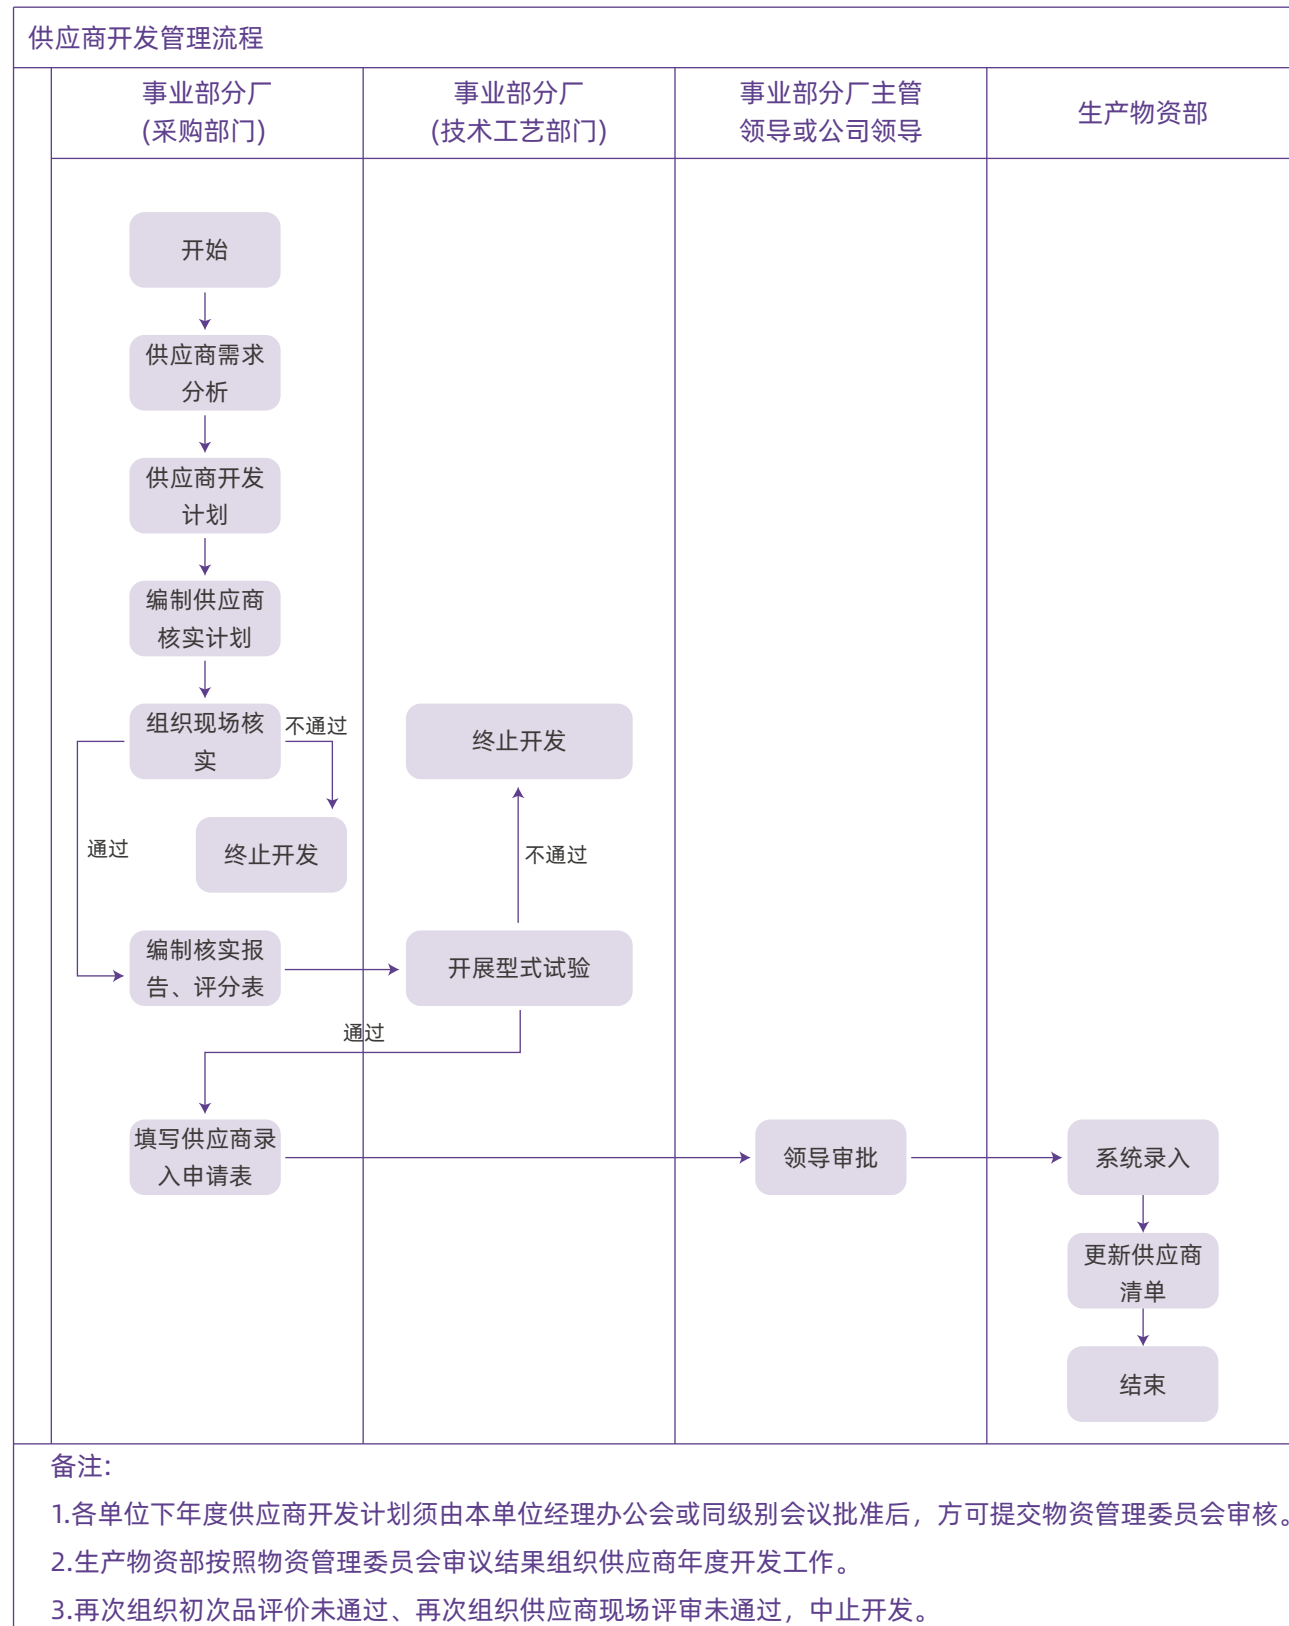 供应商开发管理流程
事业部分厂
(采购部门)
事业部分厂
(技术工艺部门)
事业部分厂主管
领导或公司领导
生产物资部
开始
供应商需求
分析
供应商开发
计划
编制供应商
核实计划
组织现场核
实
不通过
终止开发
通过
终止开发
不通过
编制核实报
告、评分表
开展型式试验
通过
填写供应商录
入申请表
领导审批
系统录入
更新供应商
清单
结束
备注:
1.各单位下年度供应商开发计划须由本单位经理办公会或同级别会议批准后，方可提交物资管理委员会审核。
2.生产物资部按照物资管理委员会审议结果组织供应商年度开发工作。
3.再次组织初次品评价未通过、再次组织供应商现场评审未通过，中止开发。